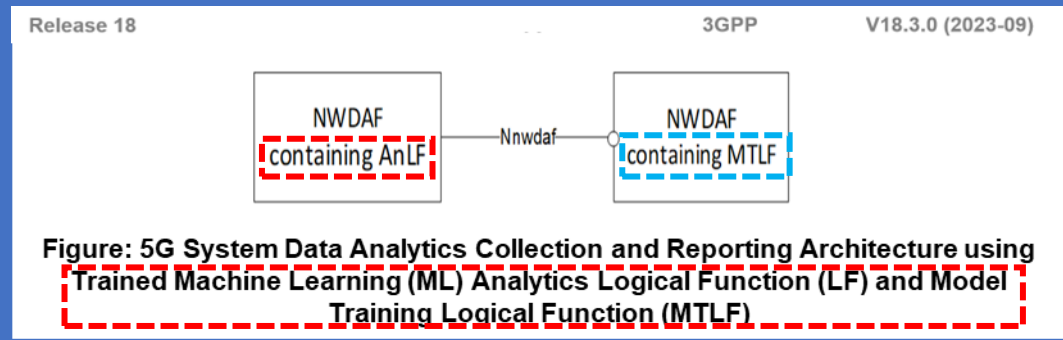 Release 18 3GPP V18.3.0 (2023-09)
NWDAF
containing AnLF
Nnwdaf
NWDAF
containing MTLF
Figure: 5G System Data Analytics Collection and Reporting Architecture using
Trained Machine Learning (ML) Analytics Logical Function (LF) and Model
Training Logical Function (MTLF)